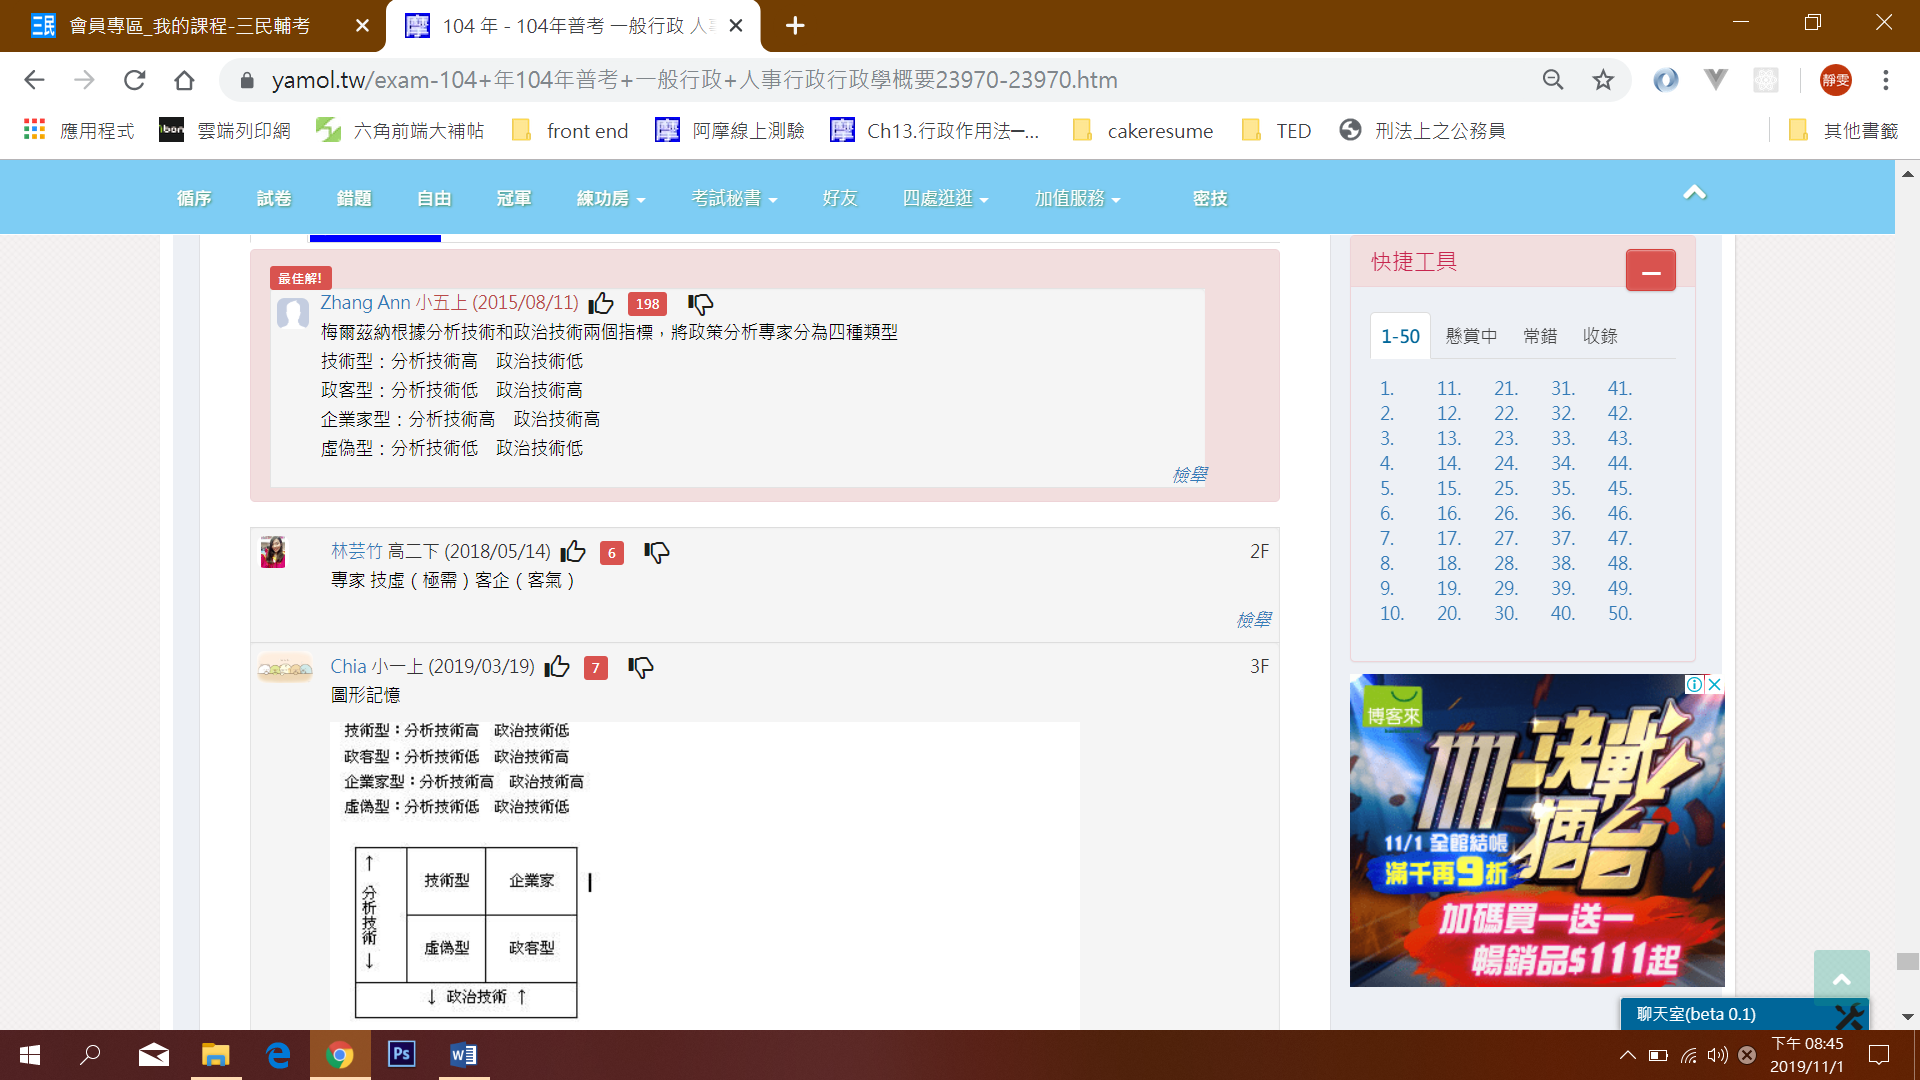 會員專區_我的課程-三民輔考
104 年 - 104年普考 一般行政 人
yamol.tw/exam-104+年104年普考+一般行政+人事行政行政學概要23970-23970.htm
靜雯
應用程式
ibon
雲端列印網
六角前端大補帖
front end
阿摩線上測驗
Ch13.行政作用法—...
cakeresume
TED
刑法上之公務員
其他書籤
循序
試卷
錯題
自由
冠軍
練功房
考試秘書
好友
四處逛逛
加值服務
密技
最佳解!
Zhang Ann 小五上 (2015/08/11) 198
梅爾茲納根據分析技術和政治技術兩個指標，將政策分析專家分為四種類型
技術型：分析技術高　政治技術低
政客型：分析技術低　政治技術高
企業家型：分析技術高　政治技術高
虛偽型：分析技術低　政治技術低
檢舉
林芸竹 高二下 (2018/05/14) 6 2F
專家 技虛（極需）客企（客氣）
檢舉
Chia 小一上 (2019/03/19) 7 3F
圖形記憶
技術型：分析技術高　政治技術低
政客型：分析技術低　政治技術高
企業家型：分析技術高　政治技術高
虛偽型：分析技術低　政治技術低
↑ 分析技術 ↓
技術型 企業家
虛偽型 政客型
↓ 政治技術 ↑
快捷工具
1-50 懸賞中 常錯 收錄
1. 11. 21. 31. 41.
2. 12. 22. 32. 42.
3. 13. 23. 33. 43.
4. 14. 24. 34. 44.
5. 15. 25. 35. 45.
6. 16. 26. 36. 46.
7. 17. 27. 37. 47.
8. 18. 28. 38. 48.
9. 19. 29. 39. 49.
10. 20. 30. 40. 50.
博客來
1111決戰擂台
11/1 全館結帳
滿千再9折
加碼買一送一
暢銷品$111起
聊天室(beta 0.1)
Ps
下午 08:45
2019/11/1